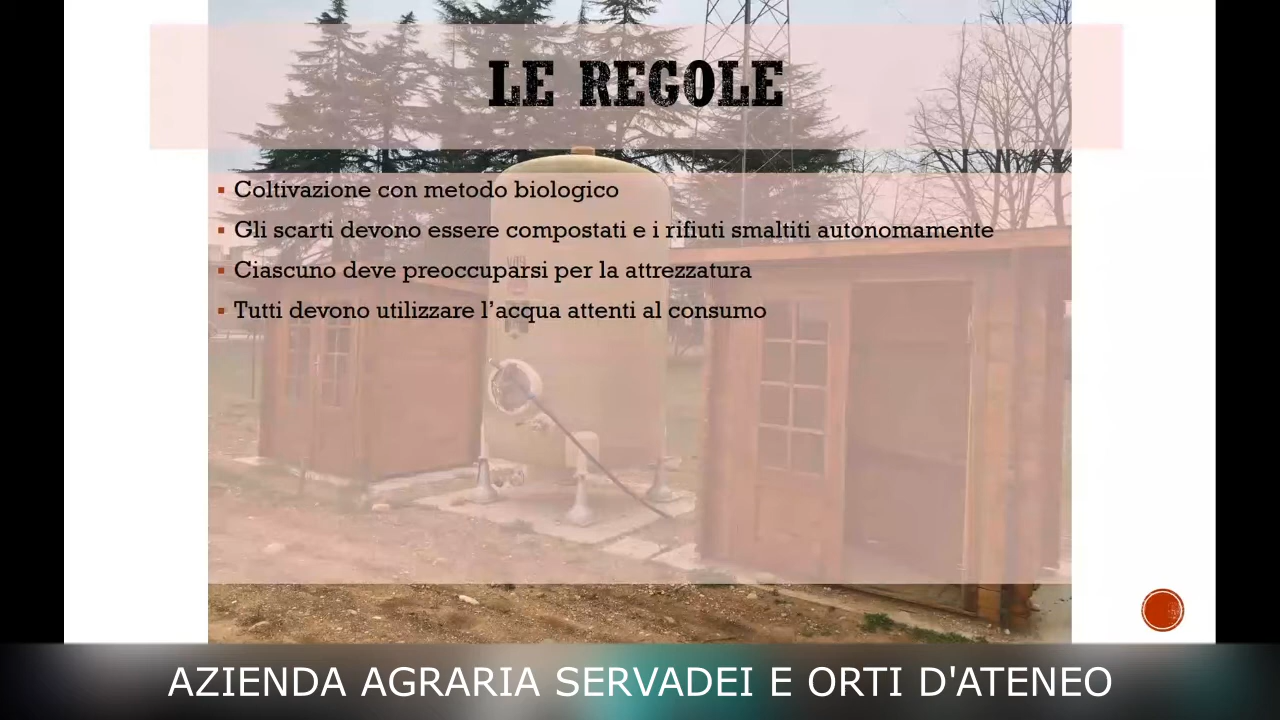 LE REGOLE
Coltivazione con metodo biologico
Gli scarti devono essere compostati e i rifiuti smaltiti autonomamente
Ciascuno deve preoccuparsi per la attrezzatura
Tutti devono utilizzare l’acqua attenti al consumo
AZIENDA AGRARIA SERVADEI E ORTI D'ATENEO